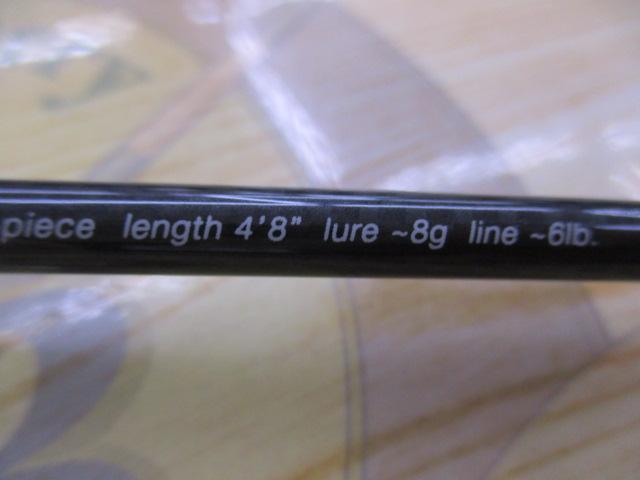 piece length 4'8" lure ~8g line ~6lb.